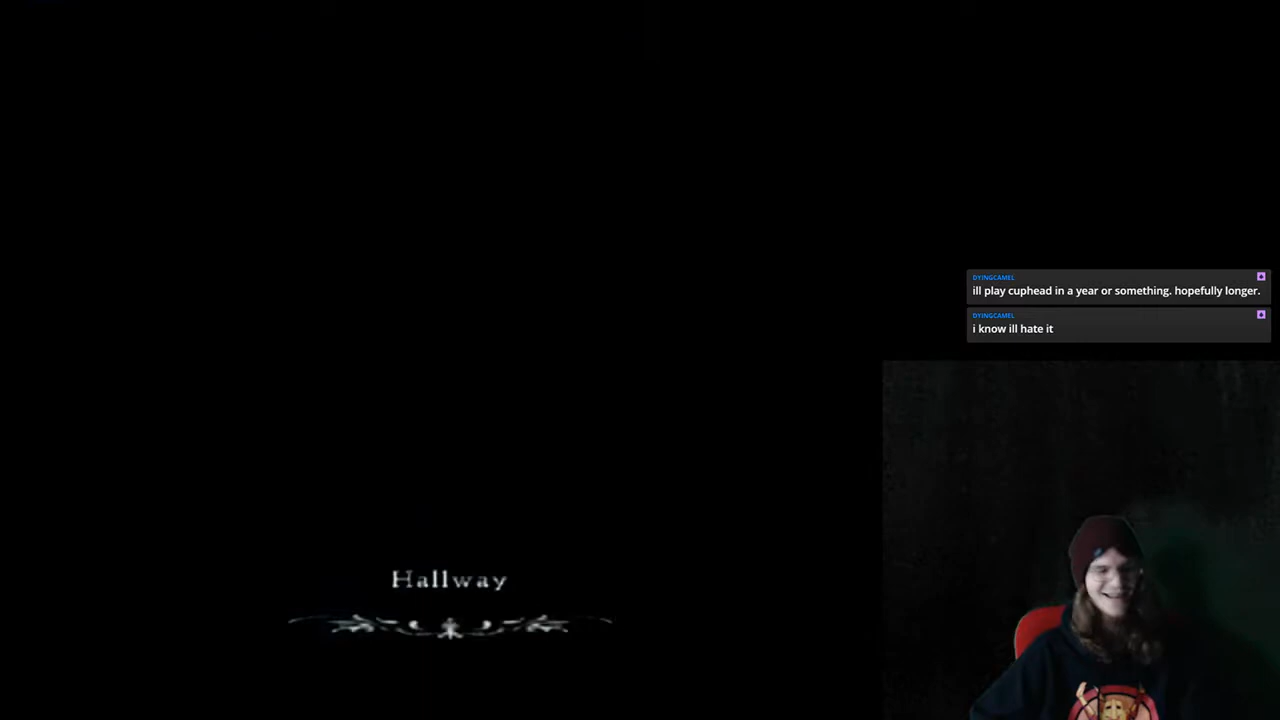 DYINGCAMEL
ill play cuphead in a year or something. hopefully longer.
DYINGCAMEL
i know ill hate it
Hallway